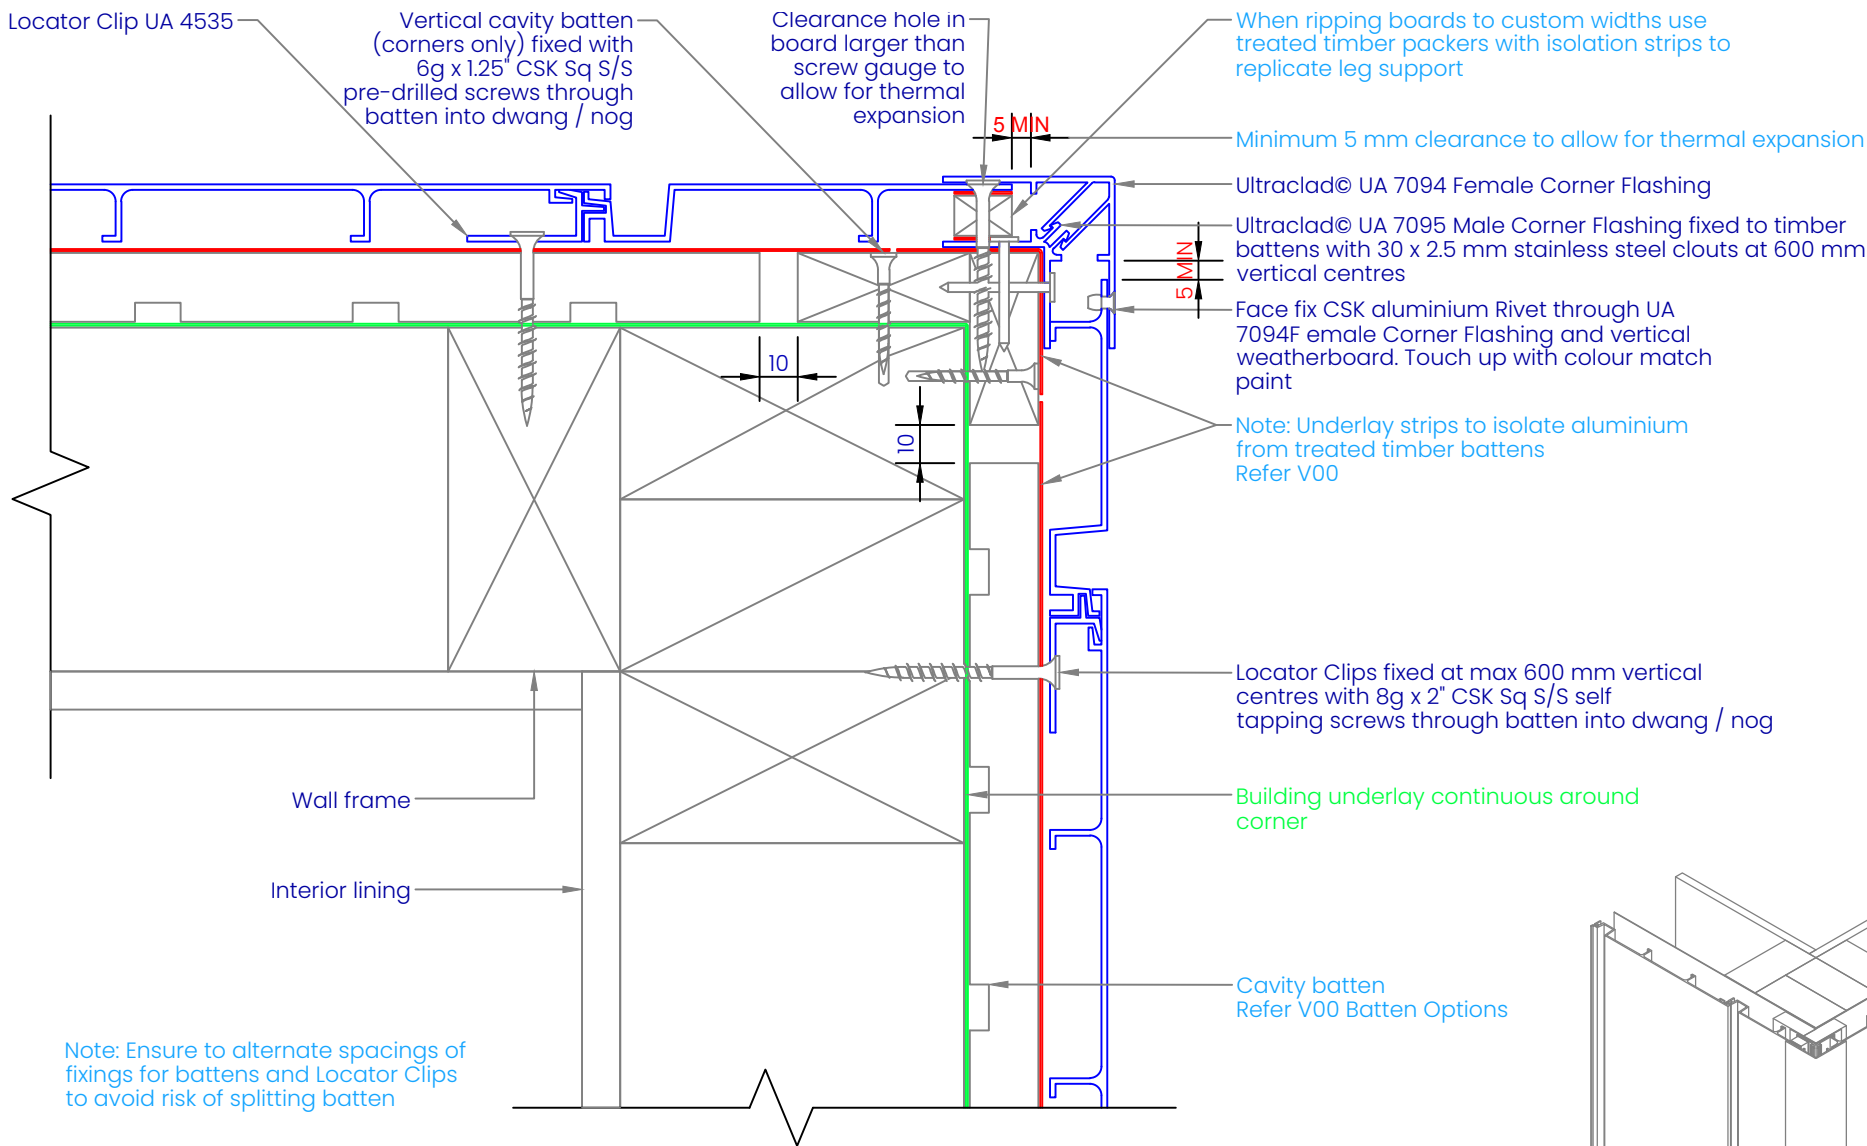 Locator Clip UA 4535
Vertical cavity batten
(corners only) fixed with
6g x 1.25" CSK Sq S/S
pre-drilled screws through
batten into dwang / nog
Clearance hole in
board larger than
screw gauge to
allow for thermal
expansion
When ripping boards to custom widths use
treated timber packers with isolation strips to
replicate leg support
5 MIN
Minimum 5 mm clearance to allow for thermal expansion
Ultraclad© UA 7094 Female Corner Flashing
Ultraclad© UA 7095 Male Corner Flashing fixed to timber
battens with 30 x 2.5 mm stainless steel clouts at 600 mm
vertical centres
5 MIN
Face fix CSK aluminium Rivet through UA
7094F emale Corner Flashing and vertical
weatherboard. Touch up with colour match
paint
10
10
Note: Underlay strips to isolate aluminium
from treated timber battens
Refer V00
Locator Clips fixed at max 600 mm vertical
centres with 8g x 2" CSK Sq S/S self
tapping screws through batten into dwang / nog
Wall frame
Building underlay continuous around
corner
Interior lining
Cavity batten
Refer V00 Batten Options
Note: Ensure to alternate spacings of
fixings for battens and Locator Clips
to avoid risk of splitting batten